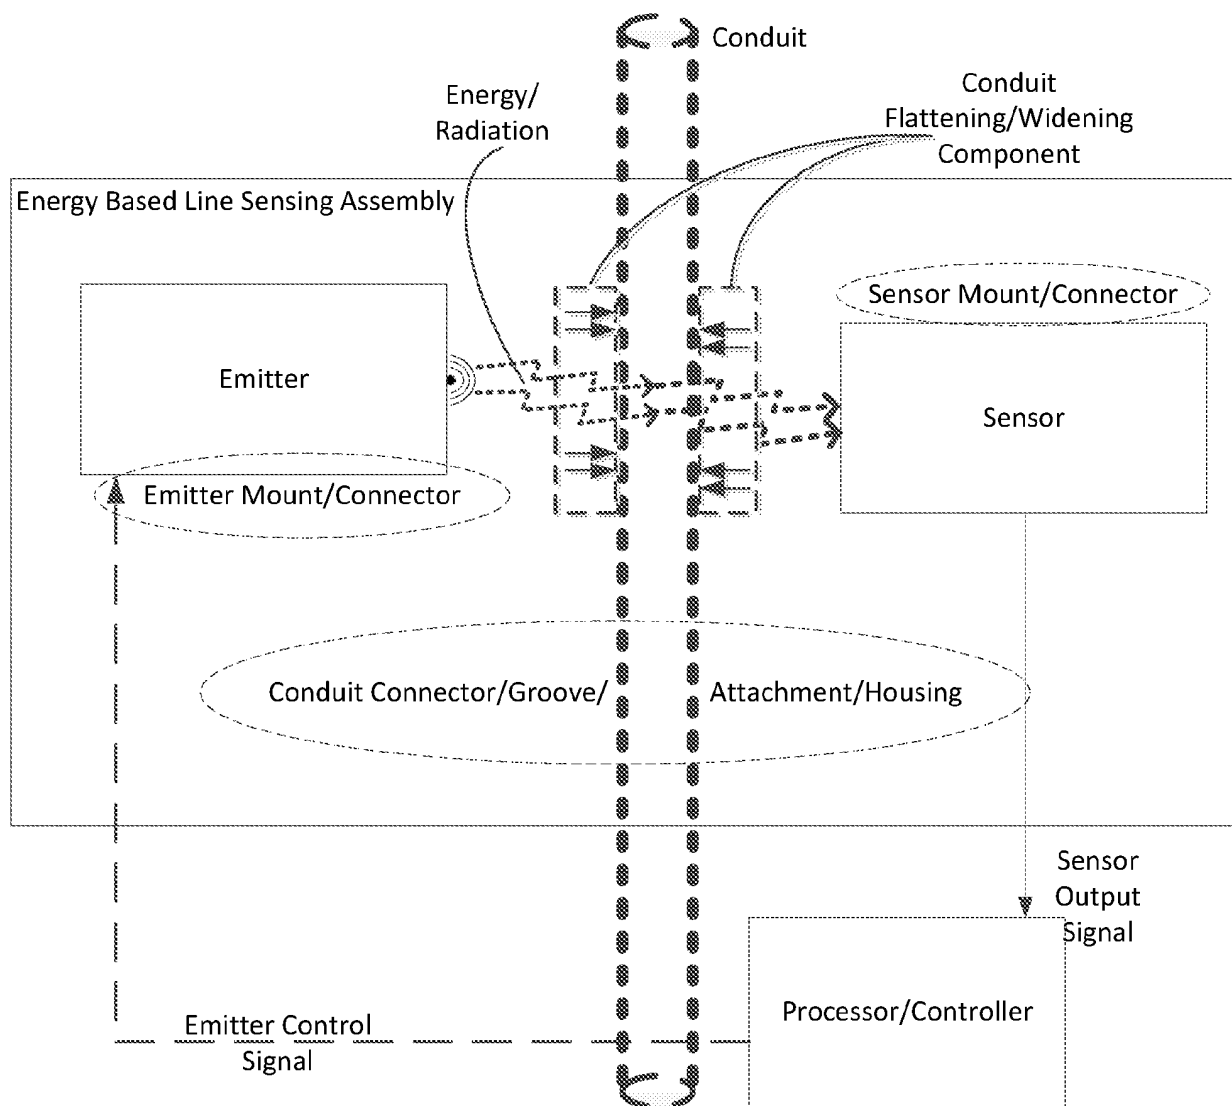 Conduit
Energy/
Radiation
Conduit
Flattening/Widening
Component
Energy Based Line Sensing Assembly
Sensor Mount/Connector
Emitter
Sensor
Emitter Mount/Connector
Conduit Connector/Groove/ Attachment/Housing
Sensor
Output
Signal
Processor/Controller
Emitter Control
Signal